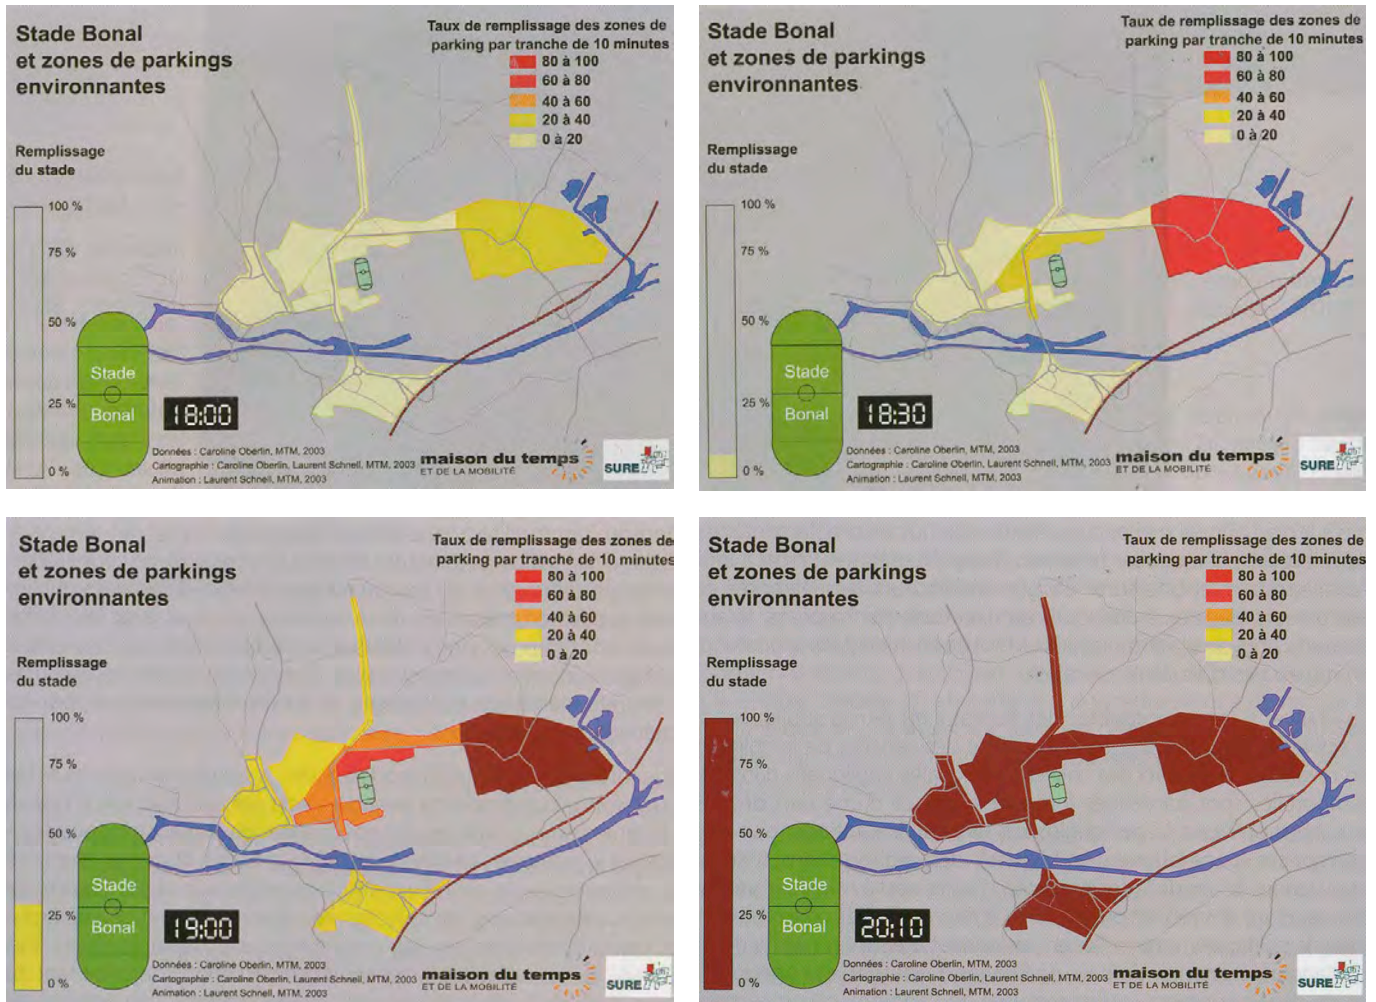 Stade Bonal
et zones de parkings
environnantes
Taux de remplissage des zones de
parking par tranche de 10 minutes
80 à 100
60 à 80
40 à 60
20 à 40
0 à 20
Remplissage
du stade
100 %
75 %
50 %
25 %
0 %
Stade
Bonal
18:00
Données : Caroline Oberlin, MTM, 2003
Cartographie : Caroline Oberlin, Laurent Schnell, MTM, 2003
Animation : Laurent Schnell, MTM, 2003
maison du temps
ET DE LA MOBILITÉ
SURE
Stade Bonal
et zones de parkings
environnantes
Taux de remplissage des zones de
parking par tranche de 10 minutes
80 à 100
60 à 80
40 à 60
20 à 40
0 à 20
Remplissage
du stade
100 %
75 %
50 %
25 %
0 %
Stade
Bonal
18:30
Données : Caroline Oberlin, MTM, 2003
Cartographie : Caroline Oberlin, Laurent Schnell, MTM, 2003
Animation : Laurent Schnell, MTM, 2003
maison du temps
ET DE LA MOBILITÉ
SURE
Stade Bonal
et zones de parkings
environnantes
Taux de remplissage des zones de
parking par tranche de 10 minutes
80 à 100
60 à 80
40 à 60
20 à 40
0 à 20
Remplissage
du stade
100 %
75 %
50 %
25 %
0 %
Stade
Bonal
19:00
Données : Caroline Oberlin, MTM, 2003
Cartographie : Caroline Oberlin, Laurent Schnell, MTM, 2003
Animation : Laurent Schnell, MTM, 2003
maison du temps
ET DE LA MOBILITÉ
SURE
Stade Bonal
et zones de parkings
environnantes
Taux de remplissage des zones de
parking par tranche de 10 minutes
80 à 100
60 à 80
40 à 60
20 à 40
0 à 20
Remplissage
du stade
100 %
75 %
50 %
25 %
0 %
Stade
Bonal
20:10
Données : Caroline Oberlin, MTM, 2003
Cartographie : Caroline Oberlin, Laurent Schnell, MTM, 2003
Animation : Laurent Schnell, MTM, 2003
maison du temps
ET DE LA MOBILITÉ
SURE